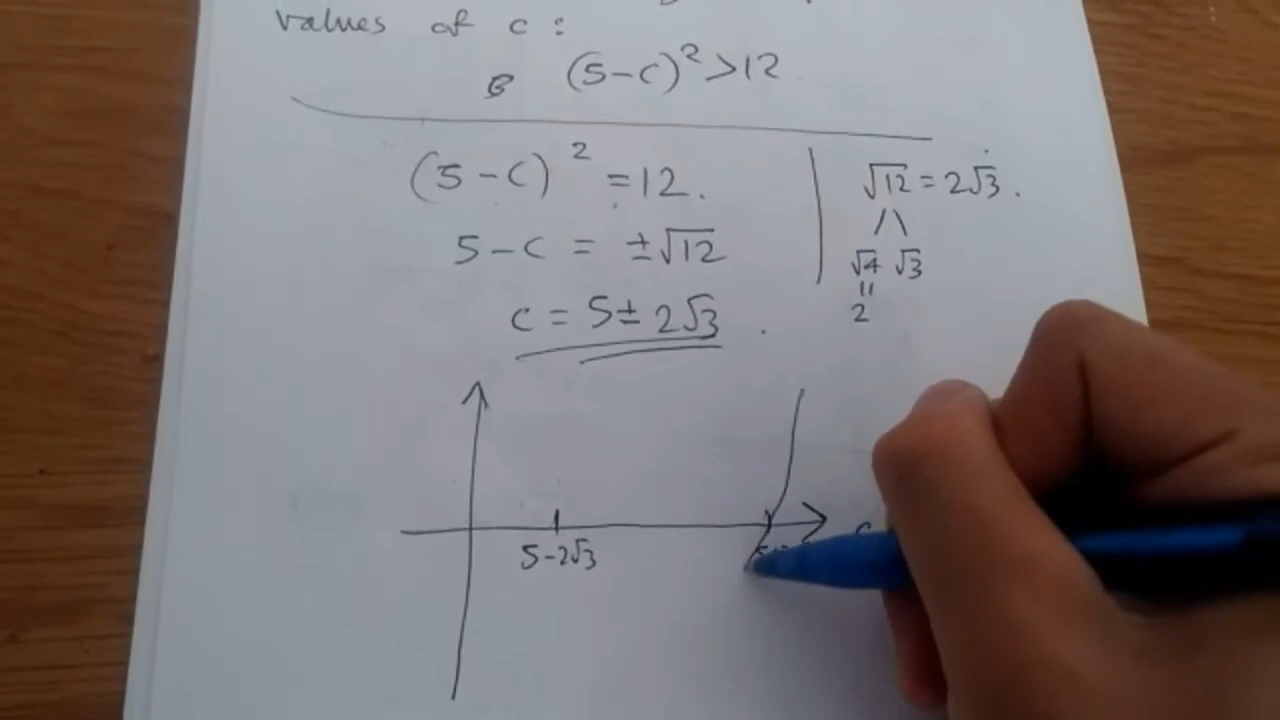 values of c :
(5-c)² > 12
(5-c)² = 12.
5-c = ±√12
c = 5 ± 2√3 .
√12 = 2√3 .
√4 √3
=
2
5-2√3